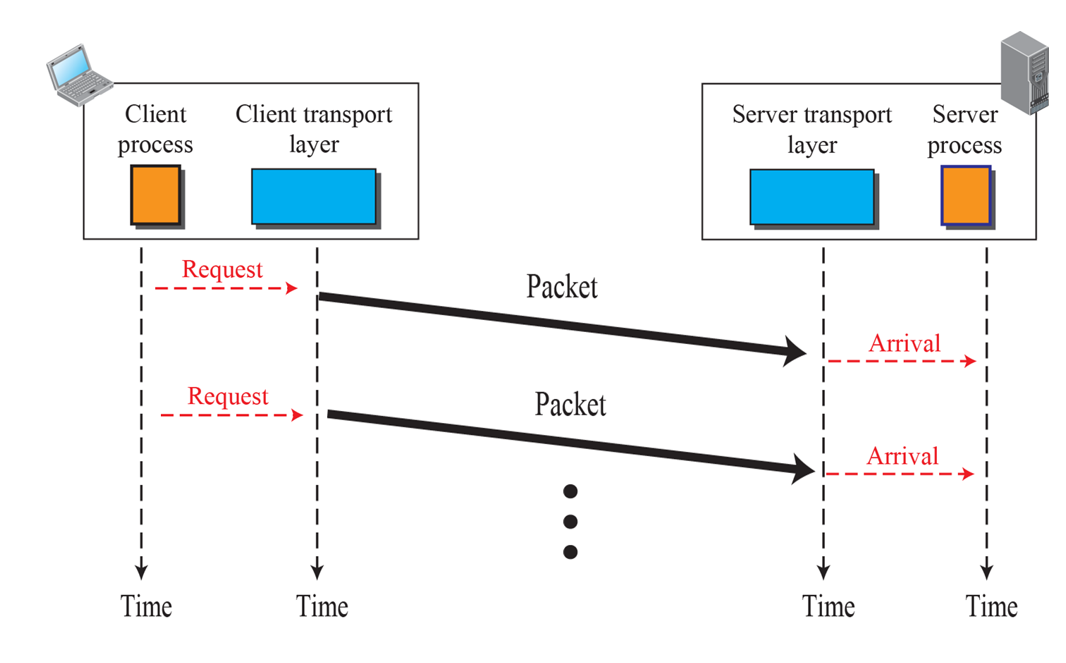 Client
process
Client transport
layer
Server transport
layer
Server
process
Request
Packet
Arrival
Request
Packet
Arrival
Time
Time
Time
Time